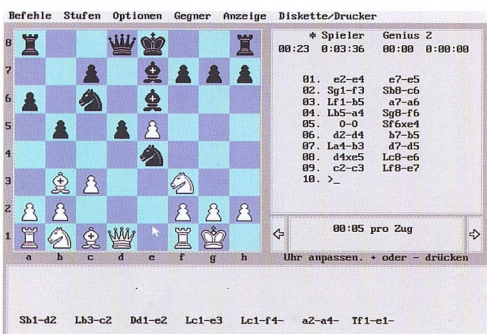 Befehle Stufen Optionen Gegner Anzeige Diskette/Drucker
* Spieler Genius 2
00:23 0:03:36 00:00 0:00:00
8
7
6
5
4
3
2
1
a b c d e f g h
01. e2-e4 e7-e5
02. Sg1-f3 Sb8-c6
03. Lf1-b5 a7-a6
04. Lb5-a4 Sg8-f6
05. 0-0 Sf6xe4
06. d2-d4 b7-b5
07. La4-b3 d7-d5
08. d4xe5 Lc8-e6
09. c2-c3 Lf8-e7
10. >_
00:05 pro Zug
Uhr anpassen. + oder - drücken
Sb1-d2 Lb3-c2 Dd1-e2 Lc1-e3 Lc1-f4- a2-a4- Tf1-e1-